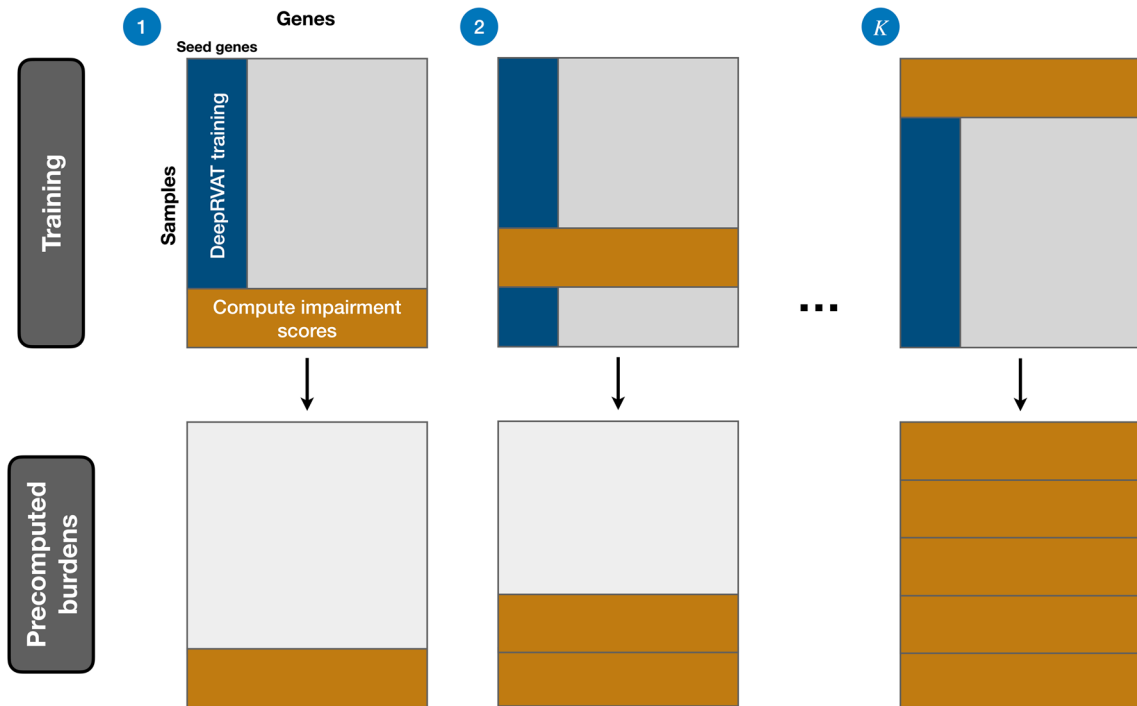 1
Genes
2
K
Seed genes
Training
Samples
DeepRVAT training
Compute impairment
scores
...
Precomputed
burdens